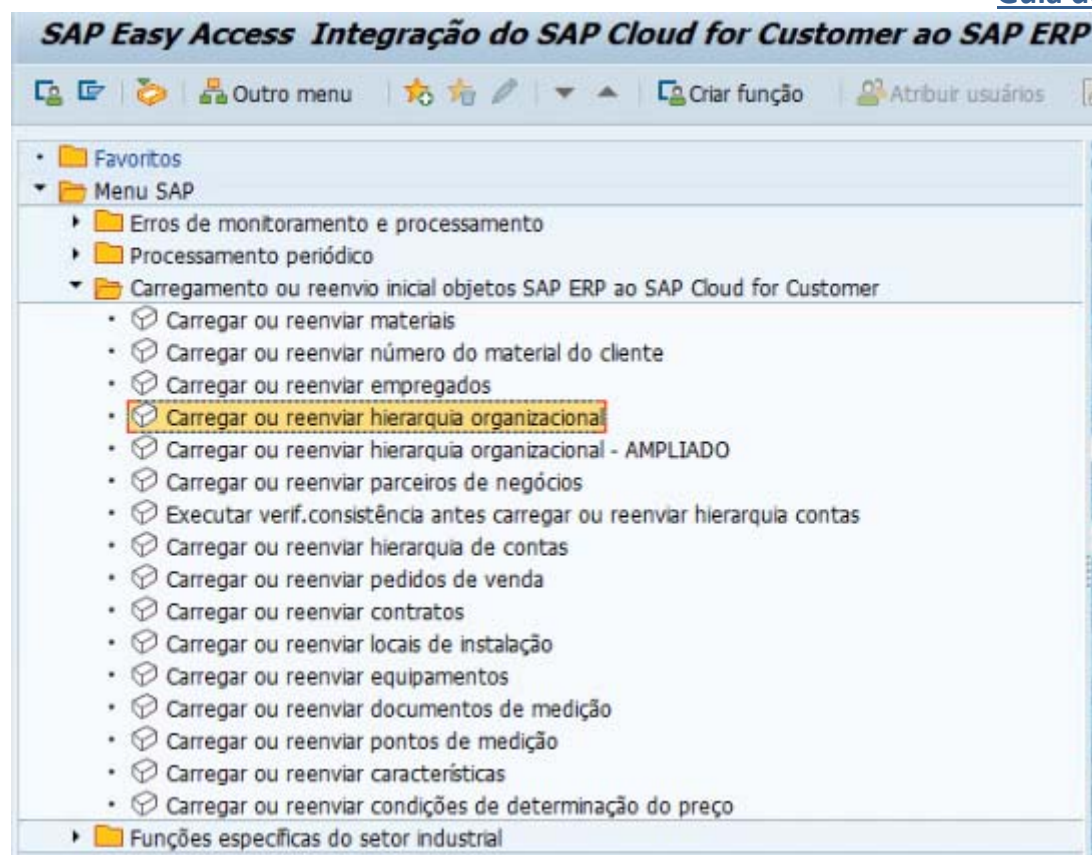 Guia de
SAP Easy Access Integração do SAP Cloud for Customer ao SAP ERP
Outro menu Criar função Atribuir usuários
Favoritos
Menu SAP
Erros de monitoramento e processamento
Processamento periódico
Carregamento ou reenvio inicial objetos SAP ERP ao SAP Cloud for Customer
Carregar ou reenviar materiais
Carregar ou reenviar número do material do cliente
Carregar ou reenviar empregados
Carregar ou reenviar hierarquia organizacional
Carregar ou reenviar hierarquia organizacional - AMPLIADO
Carregar ou reenviar parceiros de negócios
Executar verif.consistência antes carregar ou reenviar hierarquia contas
Carregar ou reenviar hierarquia de contas
Carregar ou reenviar pedidos de venda
Carregar ou reenviar contratos
Carregar ou reenviar locais de instalação
Carregar ou reenviar equipamentos
Carregar ou reenviar documentos de medição
Carregar ou reenviar pontos de medição
Carregar ou reenviar características
Carregar ou reenviar condições de determinação do preço
Funções específicas do setor industrial